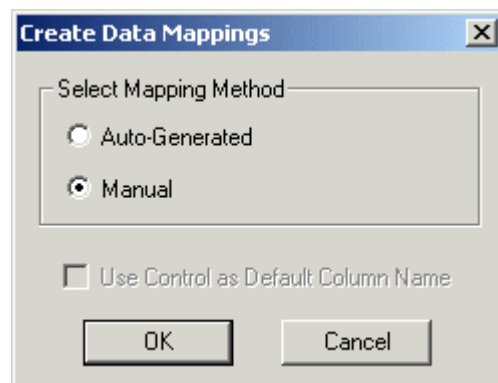 Create Data Mappings
Select Mapping Method
Auto-Generated
Manual
Use Control as Default Column Name
OK Cancel